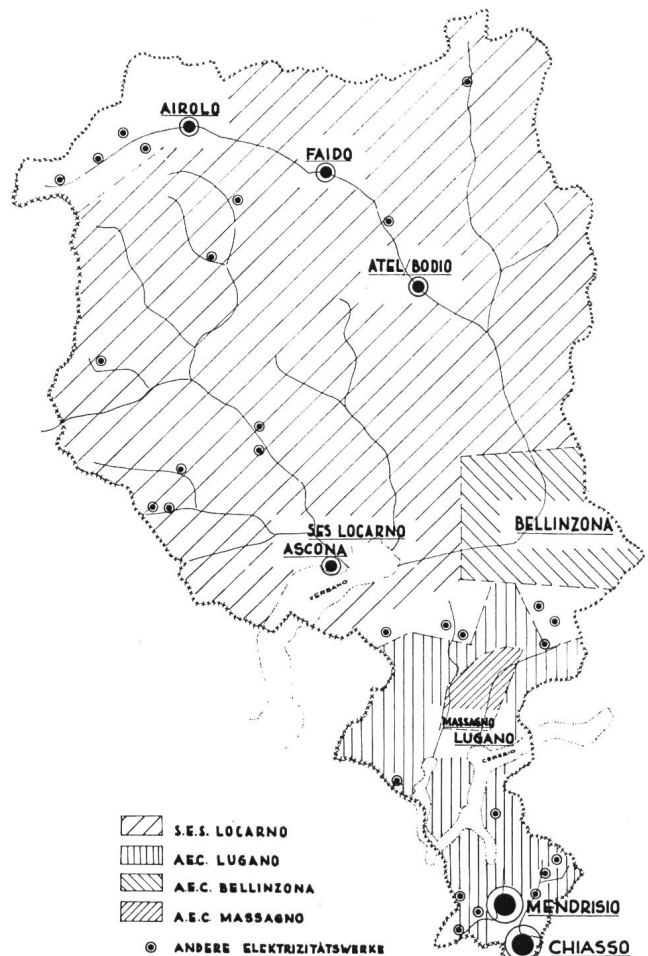 AIROLO
FAIDO
ATEL/BODIO
SES LOCARNO
ASCONA
BELLINZONA
VERBANO
MASSAGNO
LUGANO
CERESIO
S.E.S. LOCARNO
A.E.C. LUGANO
A.E.C. BELLINZONA
A.E.C MASSAGNO
ANDERE ELEKTRIZITÄTSWERKE
MENDRISIO
CHIASSO